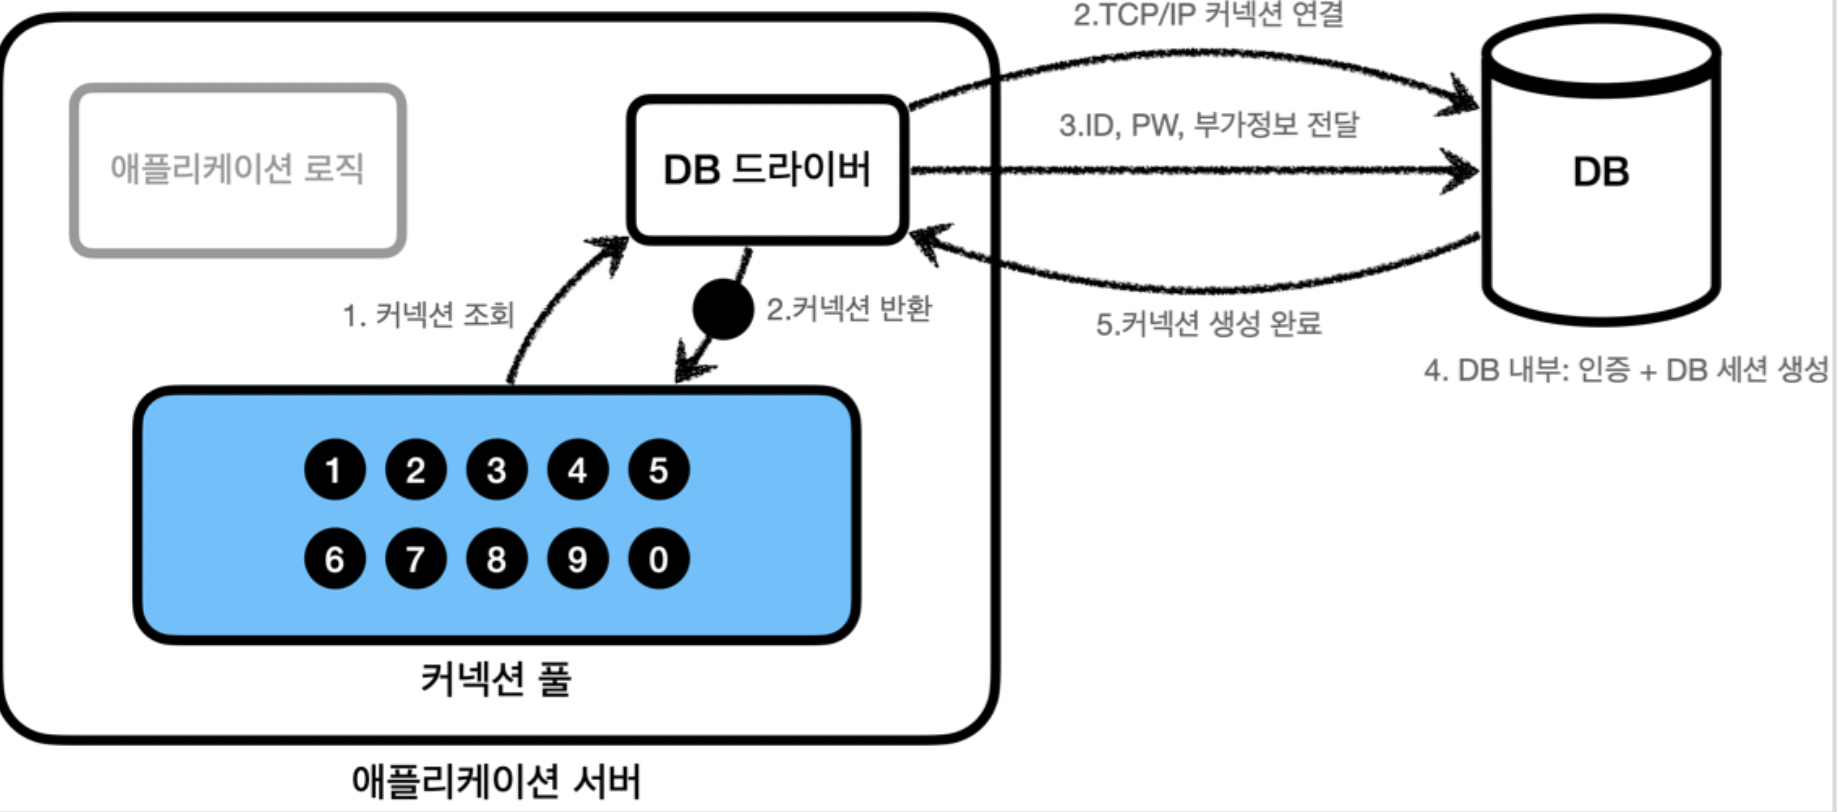 2.TCP/IP 커넥션 연결
애플리케이션 로직
DB 드라이버
3.ID, PW, 부가정보 전달
DB
1. 커넥션 조회
2.커넥션 반환
5.커넥션 생성 완료
4. DB 내부: 인증 + DB 세션 생성
1 2 3 4 5
6 7 8 9 0
커넥션 풀
애플리케이션 서버